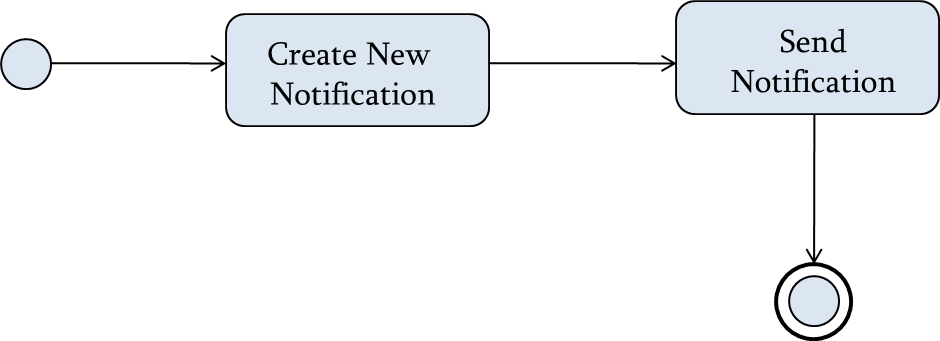 Create New
Notification
Send
Notification